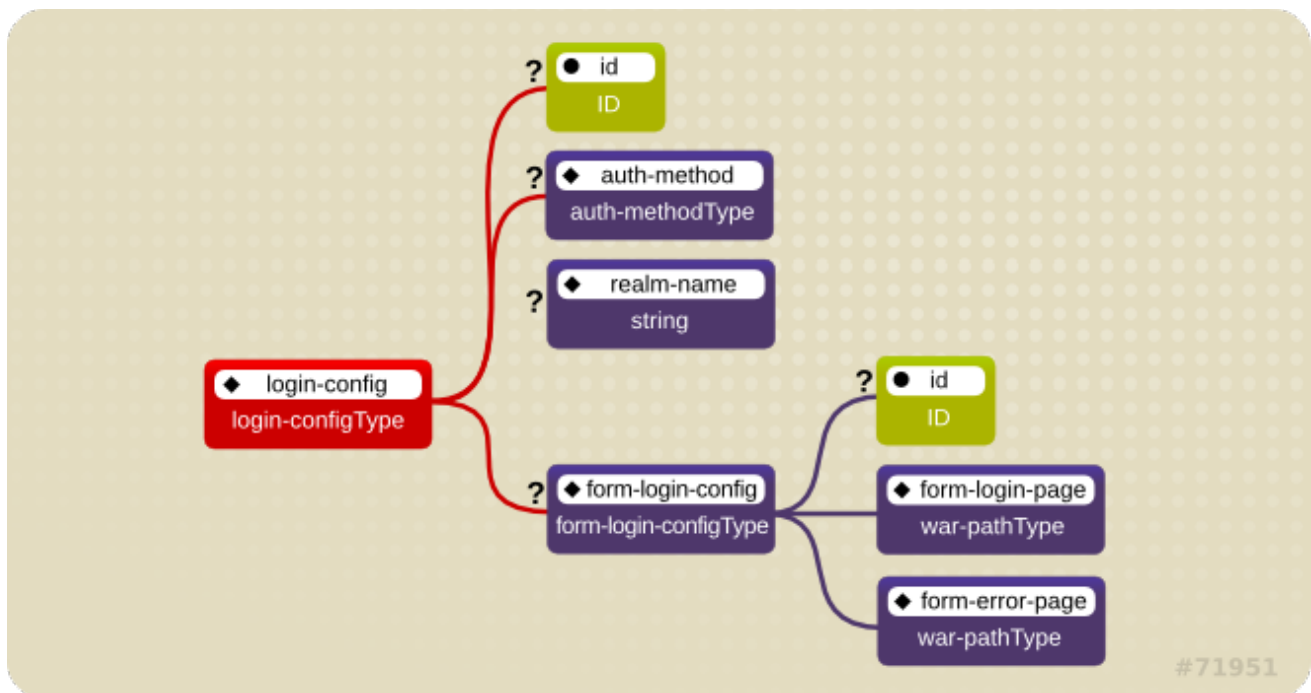 ?
id
ID
?
auth-method
auth-methodType
?
realm-name
string
login-config
login-configType
?
id
ID
?
form-login-config
form-login-configType
form-login-page
war-pathType
form-error-page
war-pathType
#71951